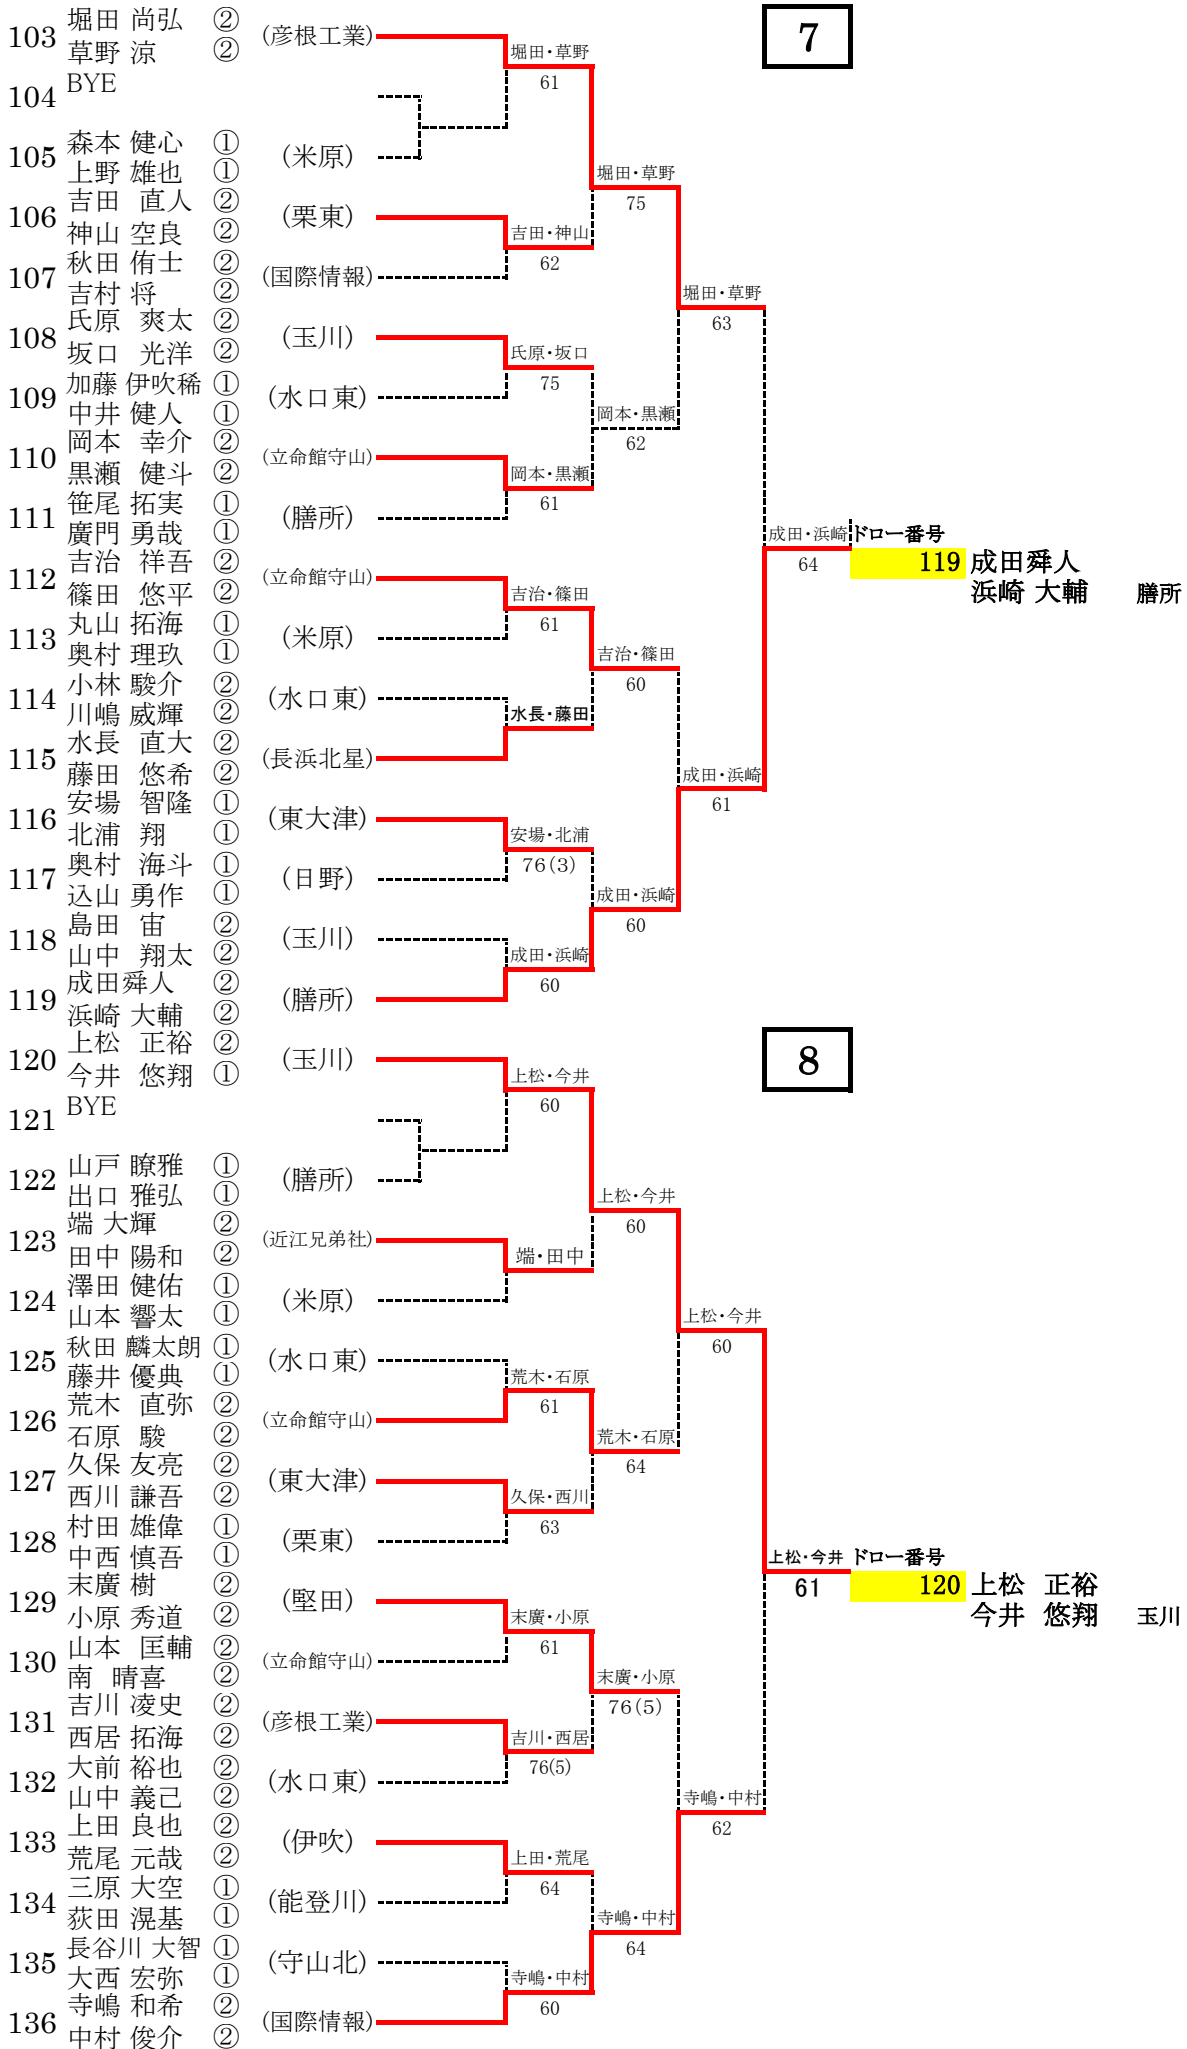 7
103 堀田 尚弘 ② (彦根工業)
草野 涼 ②
104 BYE
105 森本 健心 ① (米原)
上野 雄也 ①
106 吉田 直人 ② (栗東)
神山 空良 ②
107 秋田 侑士 ② (国際情報)
吉村 将 ②
108 氏原 爽太 ② (玉川)
坂口 光洋 ②
109 加藤 伊吹稀 ① (水口東)
中井 健人 ①
110 岡本 幸介 ② (立命館守山)
黒瀬 健斗 ②
111 笹尾 拓実 ① (膳所)
廣門 勇哉 ①
112 吉治 祥吾 ② (立命館守山)
篠田 悠平 ②
113 丸山 拓海 ① (米原)
奥村 理玖 ①
114 小林 駿介 ② (水口東)
川嶋 威輝 ②
115 水長 直大 ② (長浜北星)
藤田 悠希 ②
116 安場 智隆 ① (東大津)
北浦 翔 ①
117 奥村 海斗 ① (日野)
込山 勇作 ①
118 島田 宙 ② (玉川)
山中 翔太 ②
119 成田舜人 ② (膳所)
浜崎 大輔 ②
堀田・草野
61
吉田・神山
62
氏原・坂口
75
岡本・黒瀬
61
吉治・篠田
61
水長・藤田
安場・北浦
76(3)
成田・浜崎
60
堀田・草野
75
岡本・黒瀬
62
吉治・篠田
60
成田・浜崎
60
堀田・草野
63
成田・浜崎
61
成田・浜崎
64
ドロー番号
119 成田舜人
浜崎 大輔 膳所
8
120 上松 正裕 ② (玉川)
今井 悠翔 ①
121 BYE
122 山戸 瞭雅 ① (膳所)
出口 雅弘 ①
123 端 大輝 ② (近江兄弟社)
田中 陽和 ②
124 澤田 健佑 ① (米原)
山本 響太 ①
125 秋田 麟太朗 ① (水口東)
藤井 優典 ①
126 荒木 直弥 ② (立命館守山)
石原 駿 ②
127 久保 友亮 ② (東大津)
西川 謙吾 ②
128 村田 雄偉 ① (栗東)
中西 慎吾 ①
129 末廣 樹 ② (堅田)
小原 秀道 ②
130 山本 匡輔 ② (立命館守山)
南 晴喜 ②
131 吉川 凌史 ② (彦根工業)
西居 拓海 ②
132 大前 裕也 ② (水口東)
山中 義己 ②
133 上田 良也 ② (伊吹)
荒尾 元哉 ②
134 三原 大空 ① (能登川)
荻田 滉基 ①
135 長谷川 大智 ① (守山北)
大西 宏弥 ①
136 寺嶋 和希 ② (国際情報)
中村 俊介 ②
上松・今井
60
端・田中
荒木・石原
61
久保・西川
63
末廣・小原
61
吉川・西居
76(5)
上田・荒尾
64
寺嶋・中村
60
上松・今井
60
荒木・石原
64
末廣・小原
76(5)
寺嶋・中村
64
上松・今井
60
寺嶋・中村
62
上松・今井
61
ドロー番号
120 上松 正裕
今井 悠翔 玉川